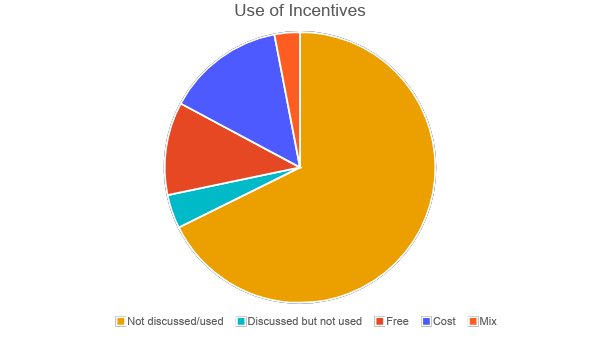 Use of Incentives
Not discussed/used Discussed but not used Free Cost Mix